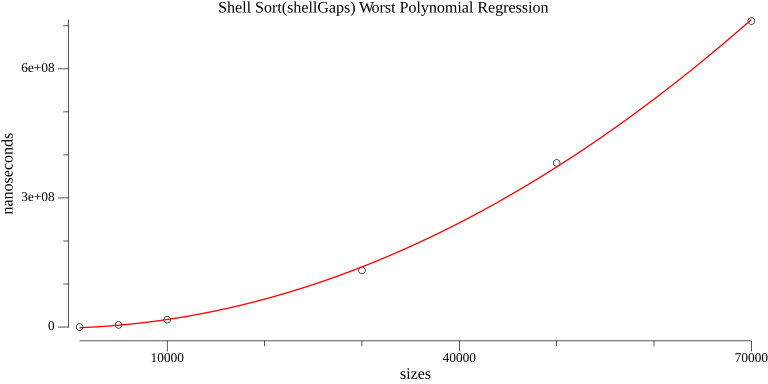 Shell Sort(shellGaps) Worst Polynomial Regression
6e+08
nanoseconds
3e+08
0
10000 40000 70000
sizes